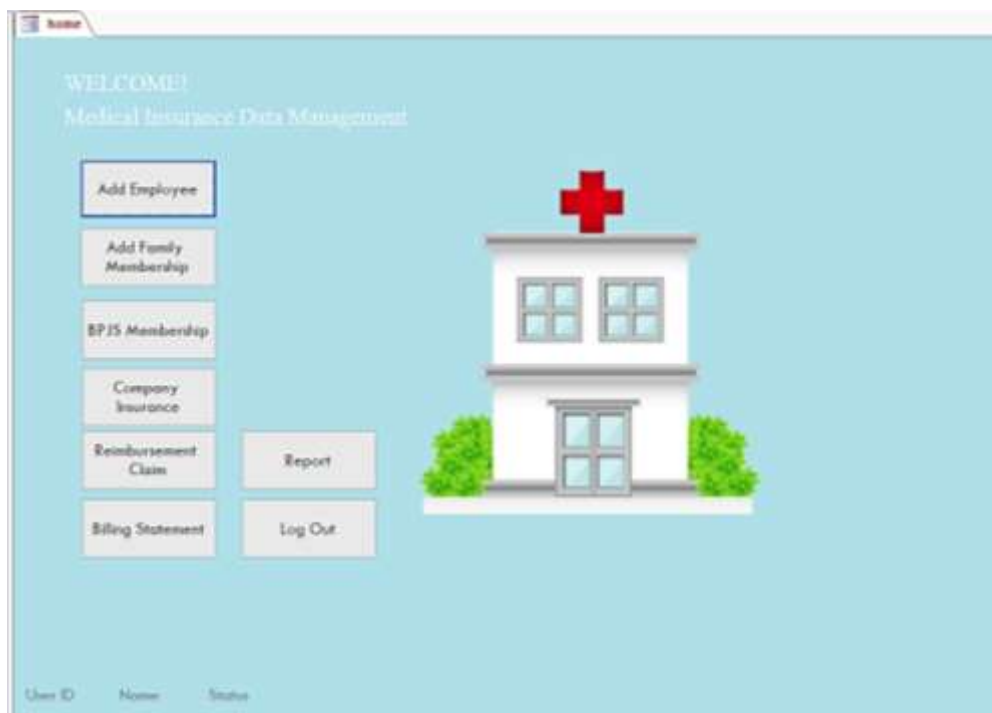 home
WELCOME!
Medical Insurance Data Management
Add Employee
Add Family
Membership
BPJS Membership
Company
Insurance
Reimbursement
Claim
Report
Billing Statement
Log Out
User ID Name Status